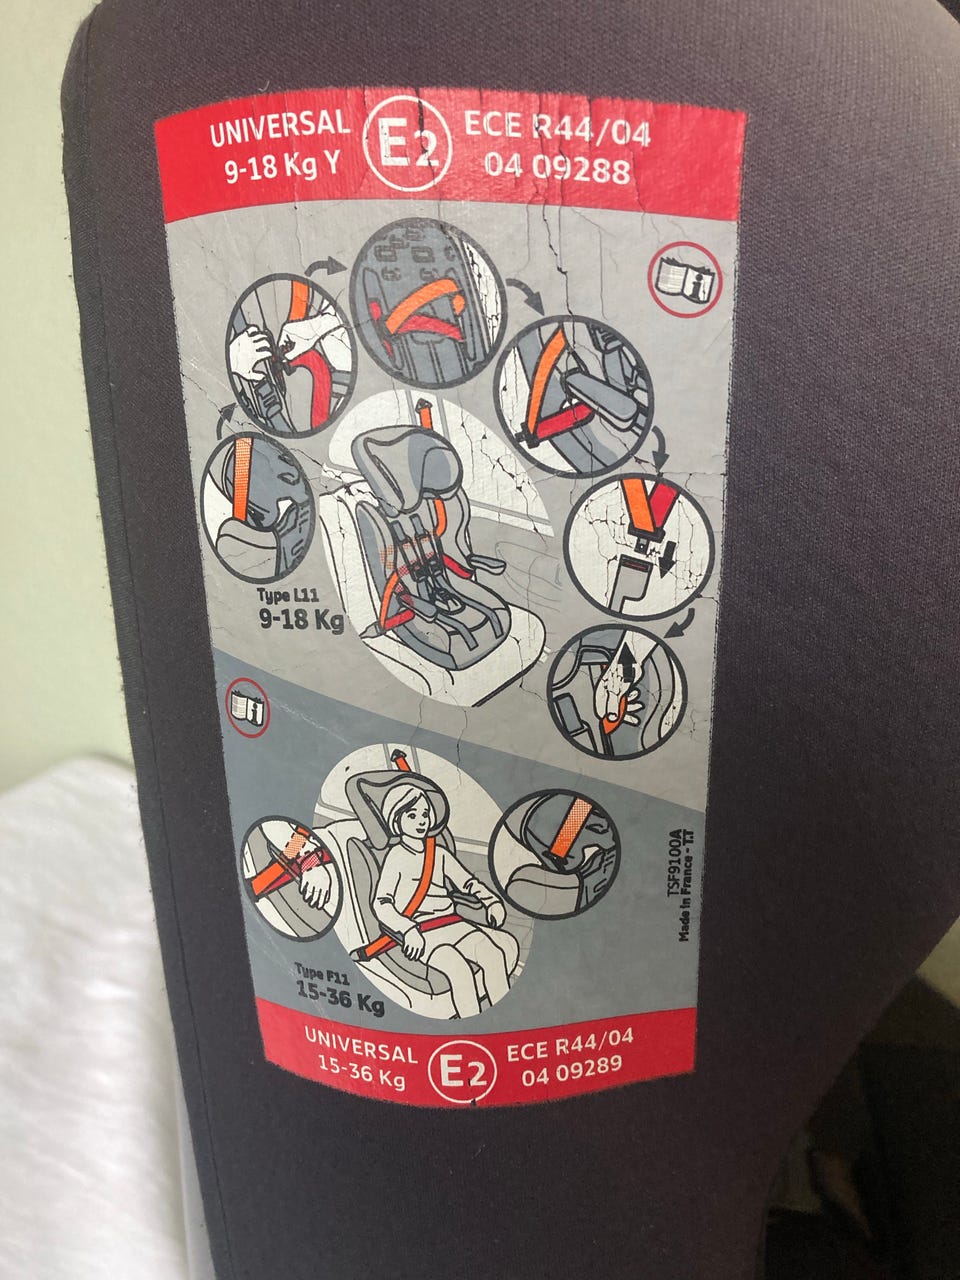 UNIVERSAL
9-18 Kg Y
E2
ECE R44/04
04 09288
Type L11
9-18 Kg
TSF9100A
Made in France - T.T
Type F11
15-36 Kg
UNIVERSAL
15-36 Kg
E2
ECE R44/04
04 09289